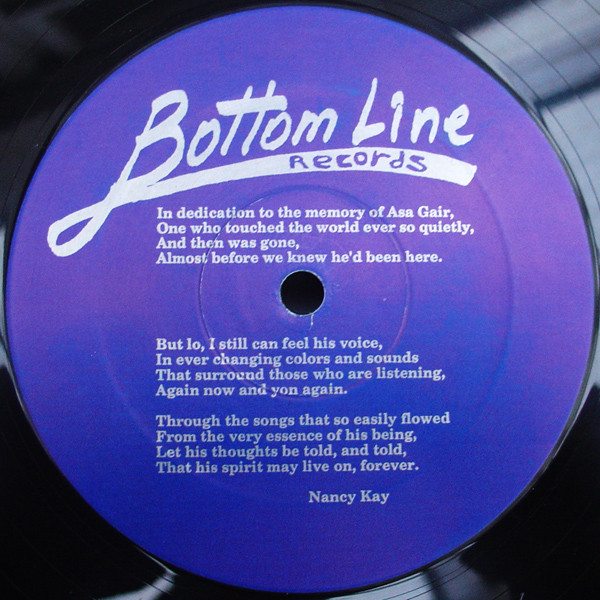 Bottom Line
Records
In dedication to the memory of Asa Gair,
One who touched the world ever so quietly,
And then was gone,
Almost before we knew he'd been here.
But lo, I still can feel his voice,
In ever changing colors and sounds
That surround those who are listening,
Again now and yon again.
Through the songs that so easily flowed
From the very essence of his being,
Let his thoughts be told, and told,
That his spirit may live on, forever.
Nancy Kay